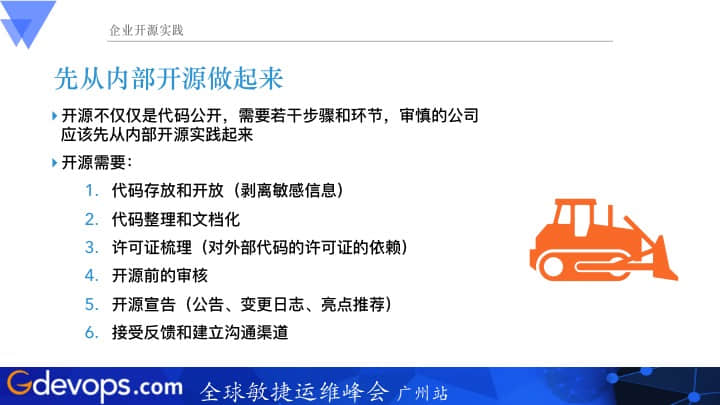 企业开源实践
先从内部开源做起来
开源不仅仅是代码公开，需要若干步骤和环节，审慎的公司
应该先从内部开源实践起来
开源需要：
1. 代码存放和开放（剥离敏感信息）
2. 代码整理和文档化
3. 许可证梳理（对外部代码的许可证的依赖）
4. 开源前的审核
5. 开源宣告（公告、变更日志、亮点推荐）
6. 接受反馈和建立沟通渠道
Gdevops.com 全球敏捷运维峰会 广州站